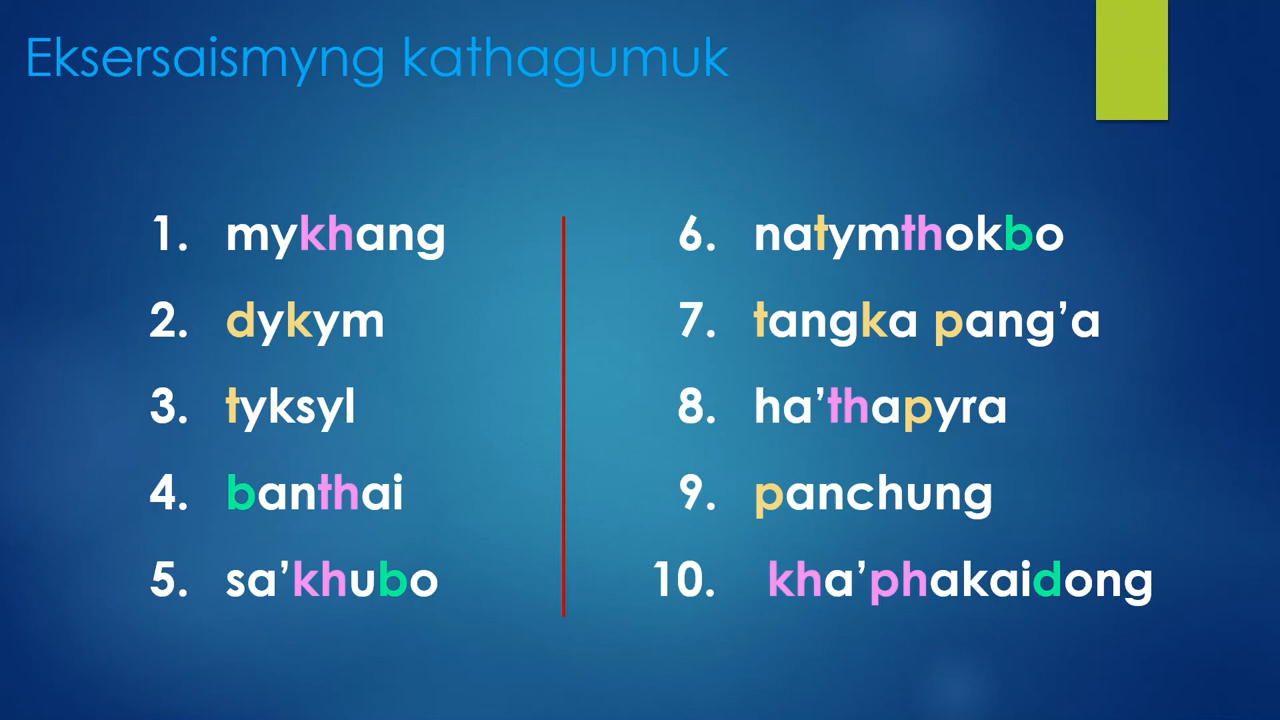 Eksersaismyng kathagumuk
1. mykhang
2. dykym
3. tyksyl
4. banthai
5. sa’khubo
6. natymthokbo
7. tangka pang’a
8. ha’thapyra
9. panchung
10. kha’phakaidong